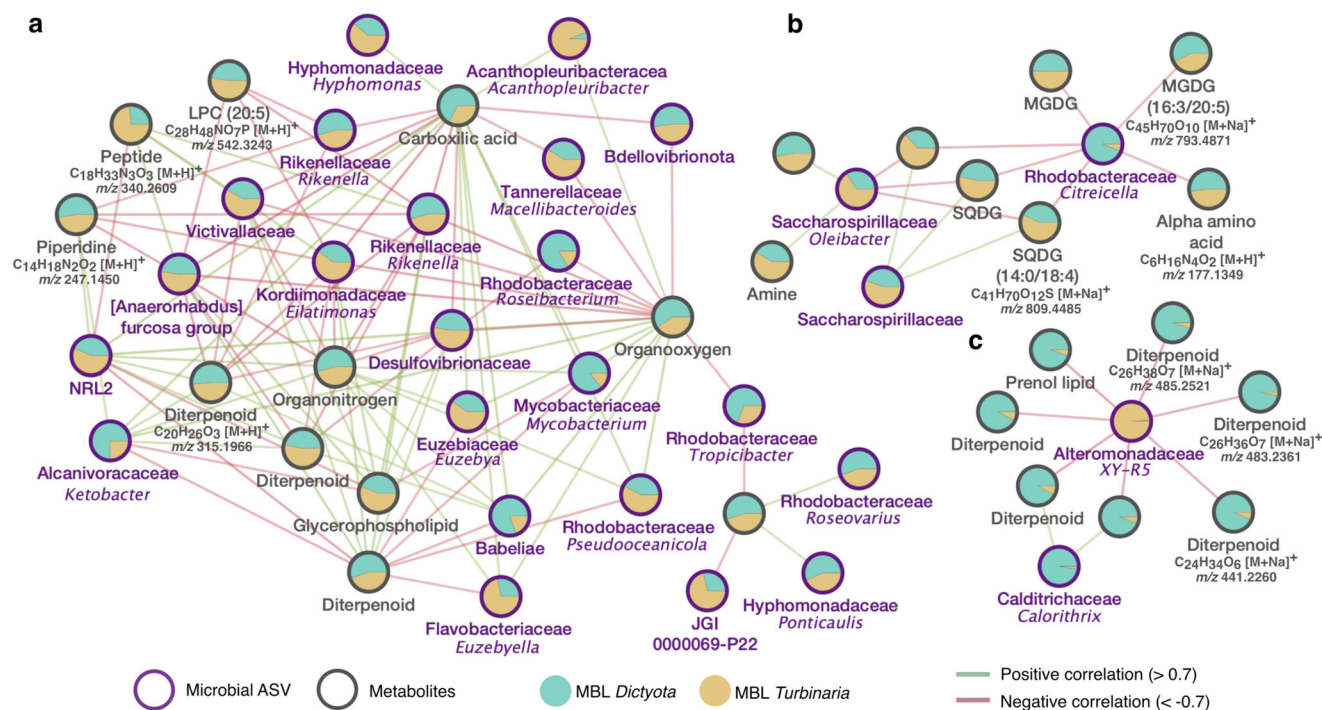 a
Hyphomonadaceae
Hyphomonas
Acanthopleuribacteracea
Acanthopleuribacter
LPC (20:5)
C28H48NO7P [M+H]+
m/z 542.3243
Carboxilic acid
Peptide
C18H33N3O3 [M+H]+
m/z 340.2609
Rikenellaceae
Rikenella
Bdellovibrionota
Tannerellaceae
Macellibacteroides
Victivallaceae
Piperidine
C14H18N2O2 [M+H]+
m/z 247.1450
Rikenellaceae
Rikenella
Rhodobacteraceae
Roseibacterium
Kordiimonadaceae
Eilatimonas
[Anaerorhabdus]
furcosa group
Organooxygen
Desulfovibrionaceae
NRL2
Organonitrogen
Diterpenoid
C20H26O3 [M+H]+
m/z 315.1966
Mycobacteriaceae
Mycobacterium
Euzebiaceae
Euzebya
Rhodobacteraceae
Tropicibacter
Alcanivoracaceae
Ketobacter
Diterpenoid
Glycerophospholipid
Rhodobacteraceae
Roseovarius
Rhodobacteraceae
Pseudooceanicola
Babeliae
Diterpenoid
Flavobacteriaceae
Euzebyella
JGI
0000069-P22
Hyphomonadaceae
Ponticaulis
b
MGDG
MGDG
(16:3/20:5)
C45H70O10 [M+Na]+
m/z 793.4871
Rhodobacteraceae
Citreicella
Saccharospirillaceae
Oleibacter
SQDG
Alpha amino
acid
C6H16N4O2 [M+H]+
m/z 177.1349
SQDG
(14:0/18:4)
C41H70O12S [M+Na]+
m/z 809.4485
Amine
Saccharospirillaceae
c
Prenol lipid
Diterpenoid
C26H38O7 [M+Na]+
m/z 485.2521
Diterpenoid
Diterpenoid
C26H36O7 [M+Na]+
m/z 483.2361
Alteromonadaceae
XY-R5
Diterpenoid
Diterpenoid
C24H34O6 [M+Na]+
m/z 441.2260
Calditrichaceae
Calorithrix
Microbial ASV
Metabolites
MBL Dictyota
MBL Turbinaria
Positive correlation (> 0.7)
Negative correlation (< -0.7)